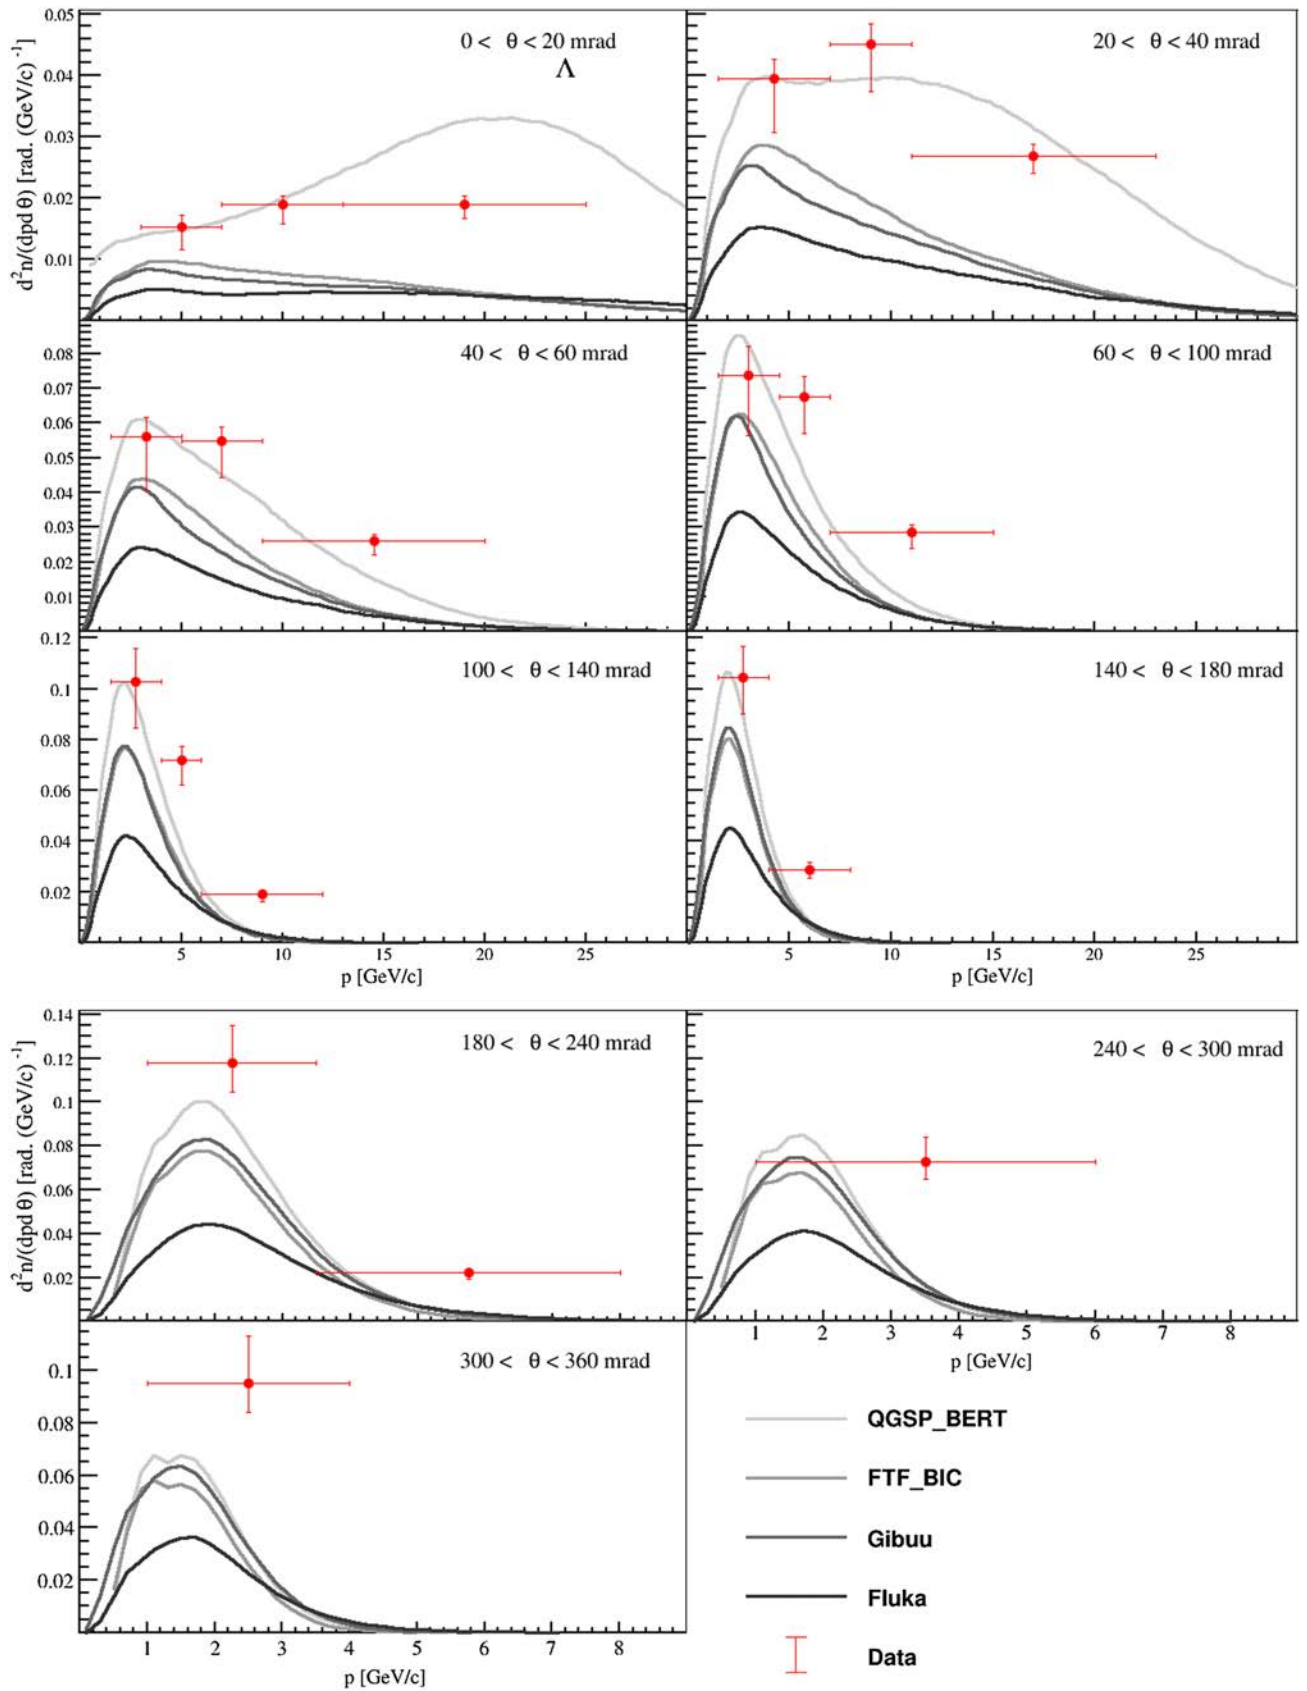 d²n/(dpd θ) [rad. (GeV/c)⁻¹]
0.05
0.04
0.03
0.02
0.01
0 < θ < 20 mrad
Λ
20 < θ < 40 mrad
0.08
0.07
0.06
0.05
0.04
0.03
0.02
0.01
40 < θ < 60 mrad
60 < θ < 100 mrad
0.12
0.1
0.08
0.06
0.04
0.02
100 < θ < 140 mrad
140 < θ < 180 mrad
5 10 15 20 25
p [GeV/c]
5 10 15 20 25
p [GeV/c]
d²n/(dpd θ) [rad. (GeV/c)⁻¹]
0.14
0.12
0.1
0.08
0.06
0.04
0.02
180 < θ < 240 mrad
240 < θ < 300 mrad
1 2 3 4 5 6 7 8
p [GeV/c]
0.1
0.08
0.06
0.04
0.02
300 < θ < 360 mrad
1 2 3 4 5 6 7 8
p [GeV/c]
QGSP_BERT
FTF_BIC
Gibuu
Fluka
Data